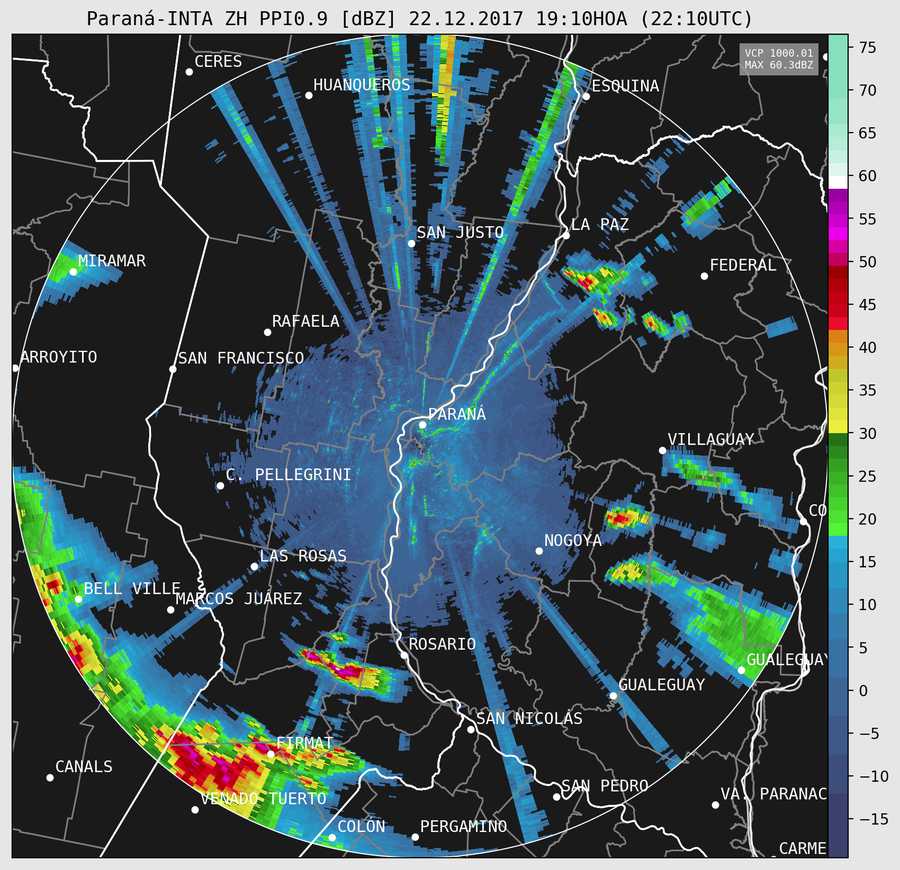 Paraná-INTA ZH PPI0.9 [dBZ] 22.12.2017 19:10HOA (22:10UTC)
VCP 1000.01
MAX 60.3dBZ
CERES
HUANQUEROS
ESQUINA
SAN JUSTO
LA PAZ
MIRAMAR
FEDERAL
RAFAELA
ARROYITO
SAN FRANCISCO
PARANÁ
VILLAGUAY
C. PELLEGRINI
CO
NOGOYA
LAS ROSAS
BELL VILLE
MARCOS JUÁREZ
ROSARIO
GUALEGUAY
GUALEGUAY
SAN NICOLÁS
FIRMAT
CANALS
SAN PEDRO
VA. PARANAC
VENADO TUERTO
COLÓN
PERGAMINO
CARME
75
70
65
60
55
50
45
40
35
30
25
20
15
10
5
0
−5
−10
−15